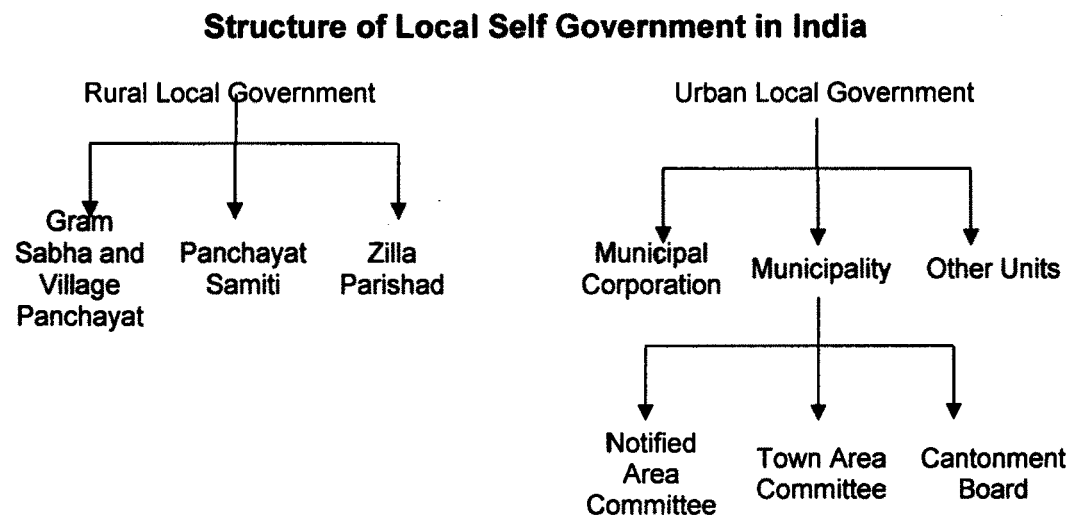 Structure of Local Self Government in India
Rural Local Government
Gram
Sabha and
Village
Panchayat
Panchayat
Samiti
Zilla
Parishad
Urban Local Government
Municipal
Corporation
Municipality
Other Units
Notified
Area
Committee
Town Area
Committee
Cantonment
Board